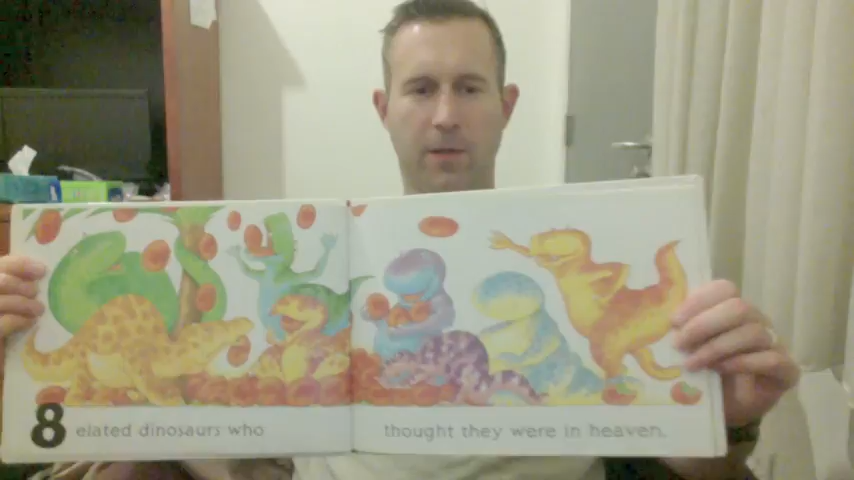 8 elated dinosaurs who
thought they were in heaven.